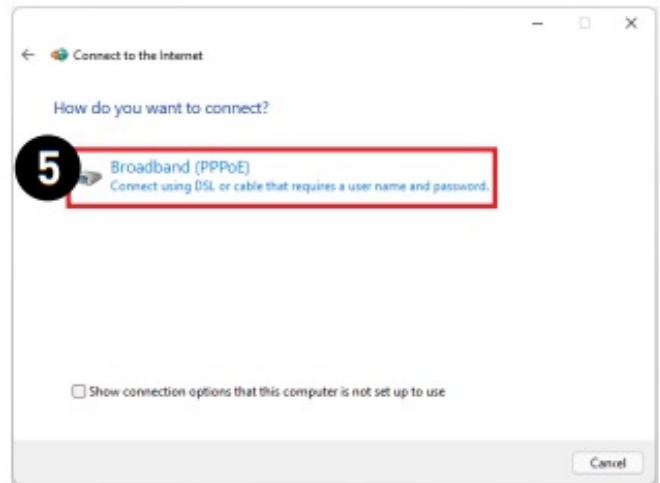 Connect to the Internet
How do you want to connect?
5
Broadband (PPPoE)
Connect using DSL or cable that requires a user name and password.
Show connection options that this computer is not set up to use
Cancel